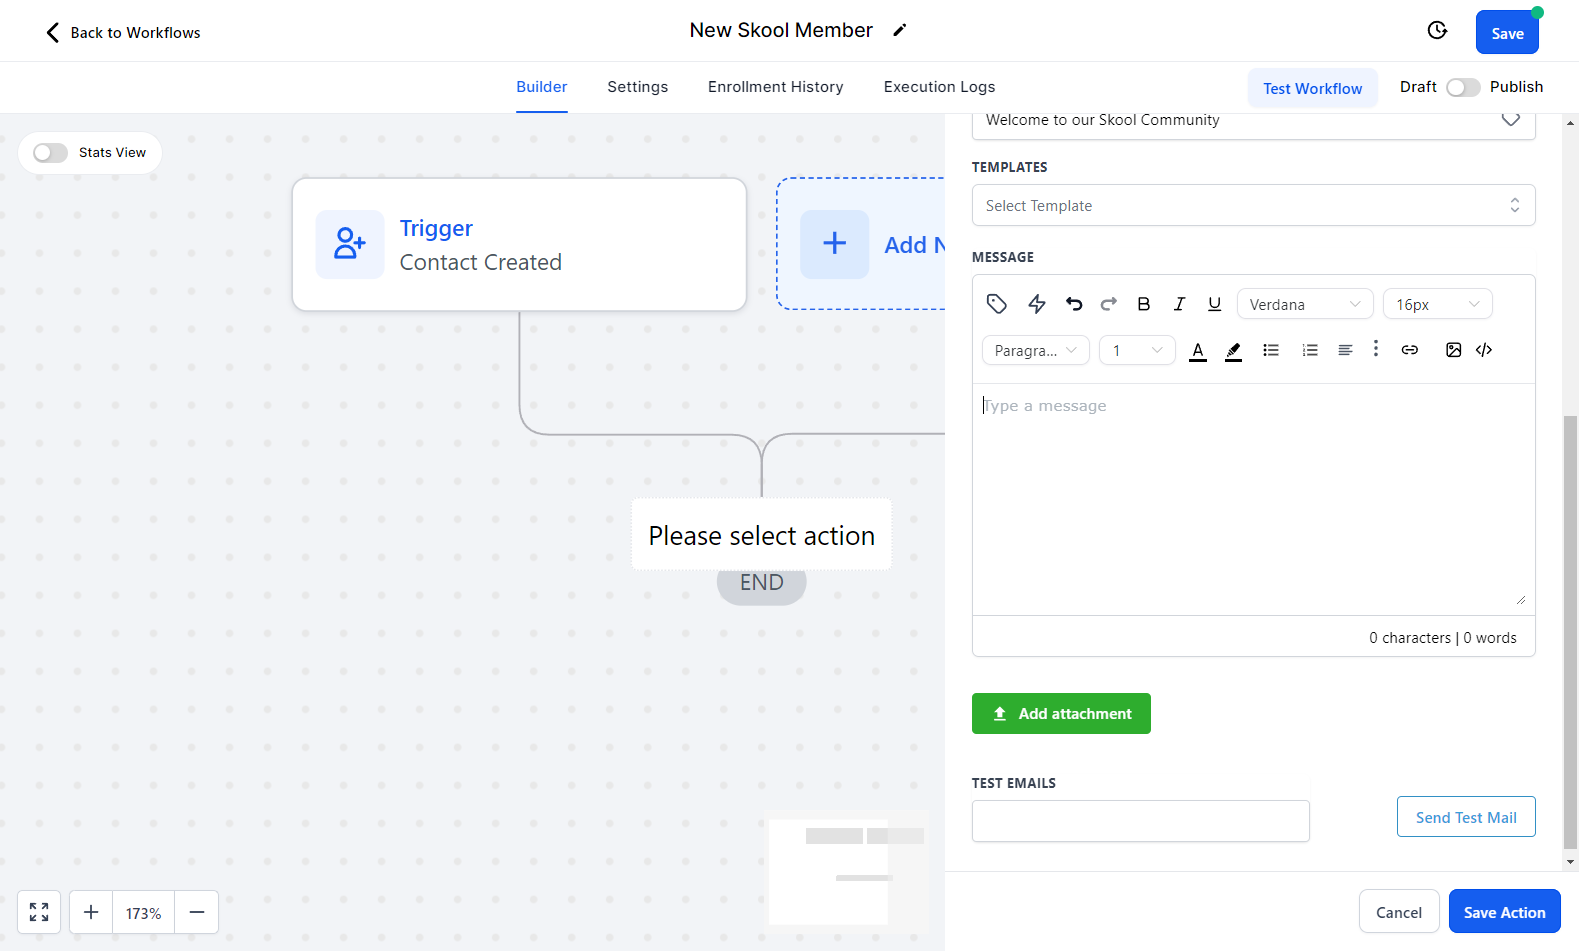 Back to Workflows
New Skool Member
Save
Builder
Settings
Enrollment History
Execution Logs
Test Workflow
Draft
Publish
Stats View
Trigger
Contact Created
Add N
Please select action
END
173%
Welcome to our Skool Community
TEMPLATES
Select Template
MESSAGE
B I U
Verdana
16px
Paragra...
1
A
Type a message
0 characters | 0 words
Add attachment
TEST EMAILS
Send Test Mail
Cancel
Save Action